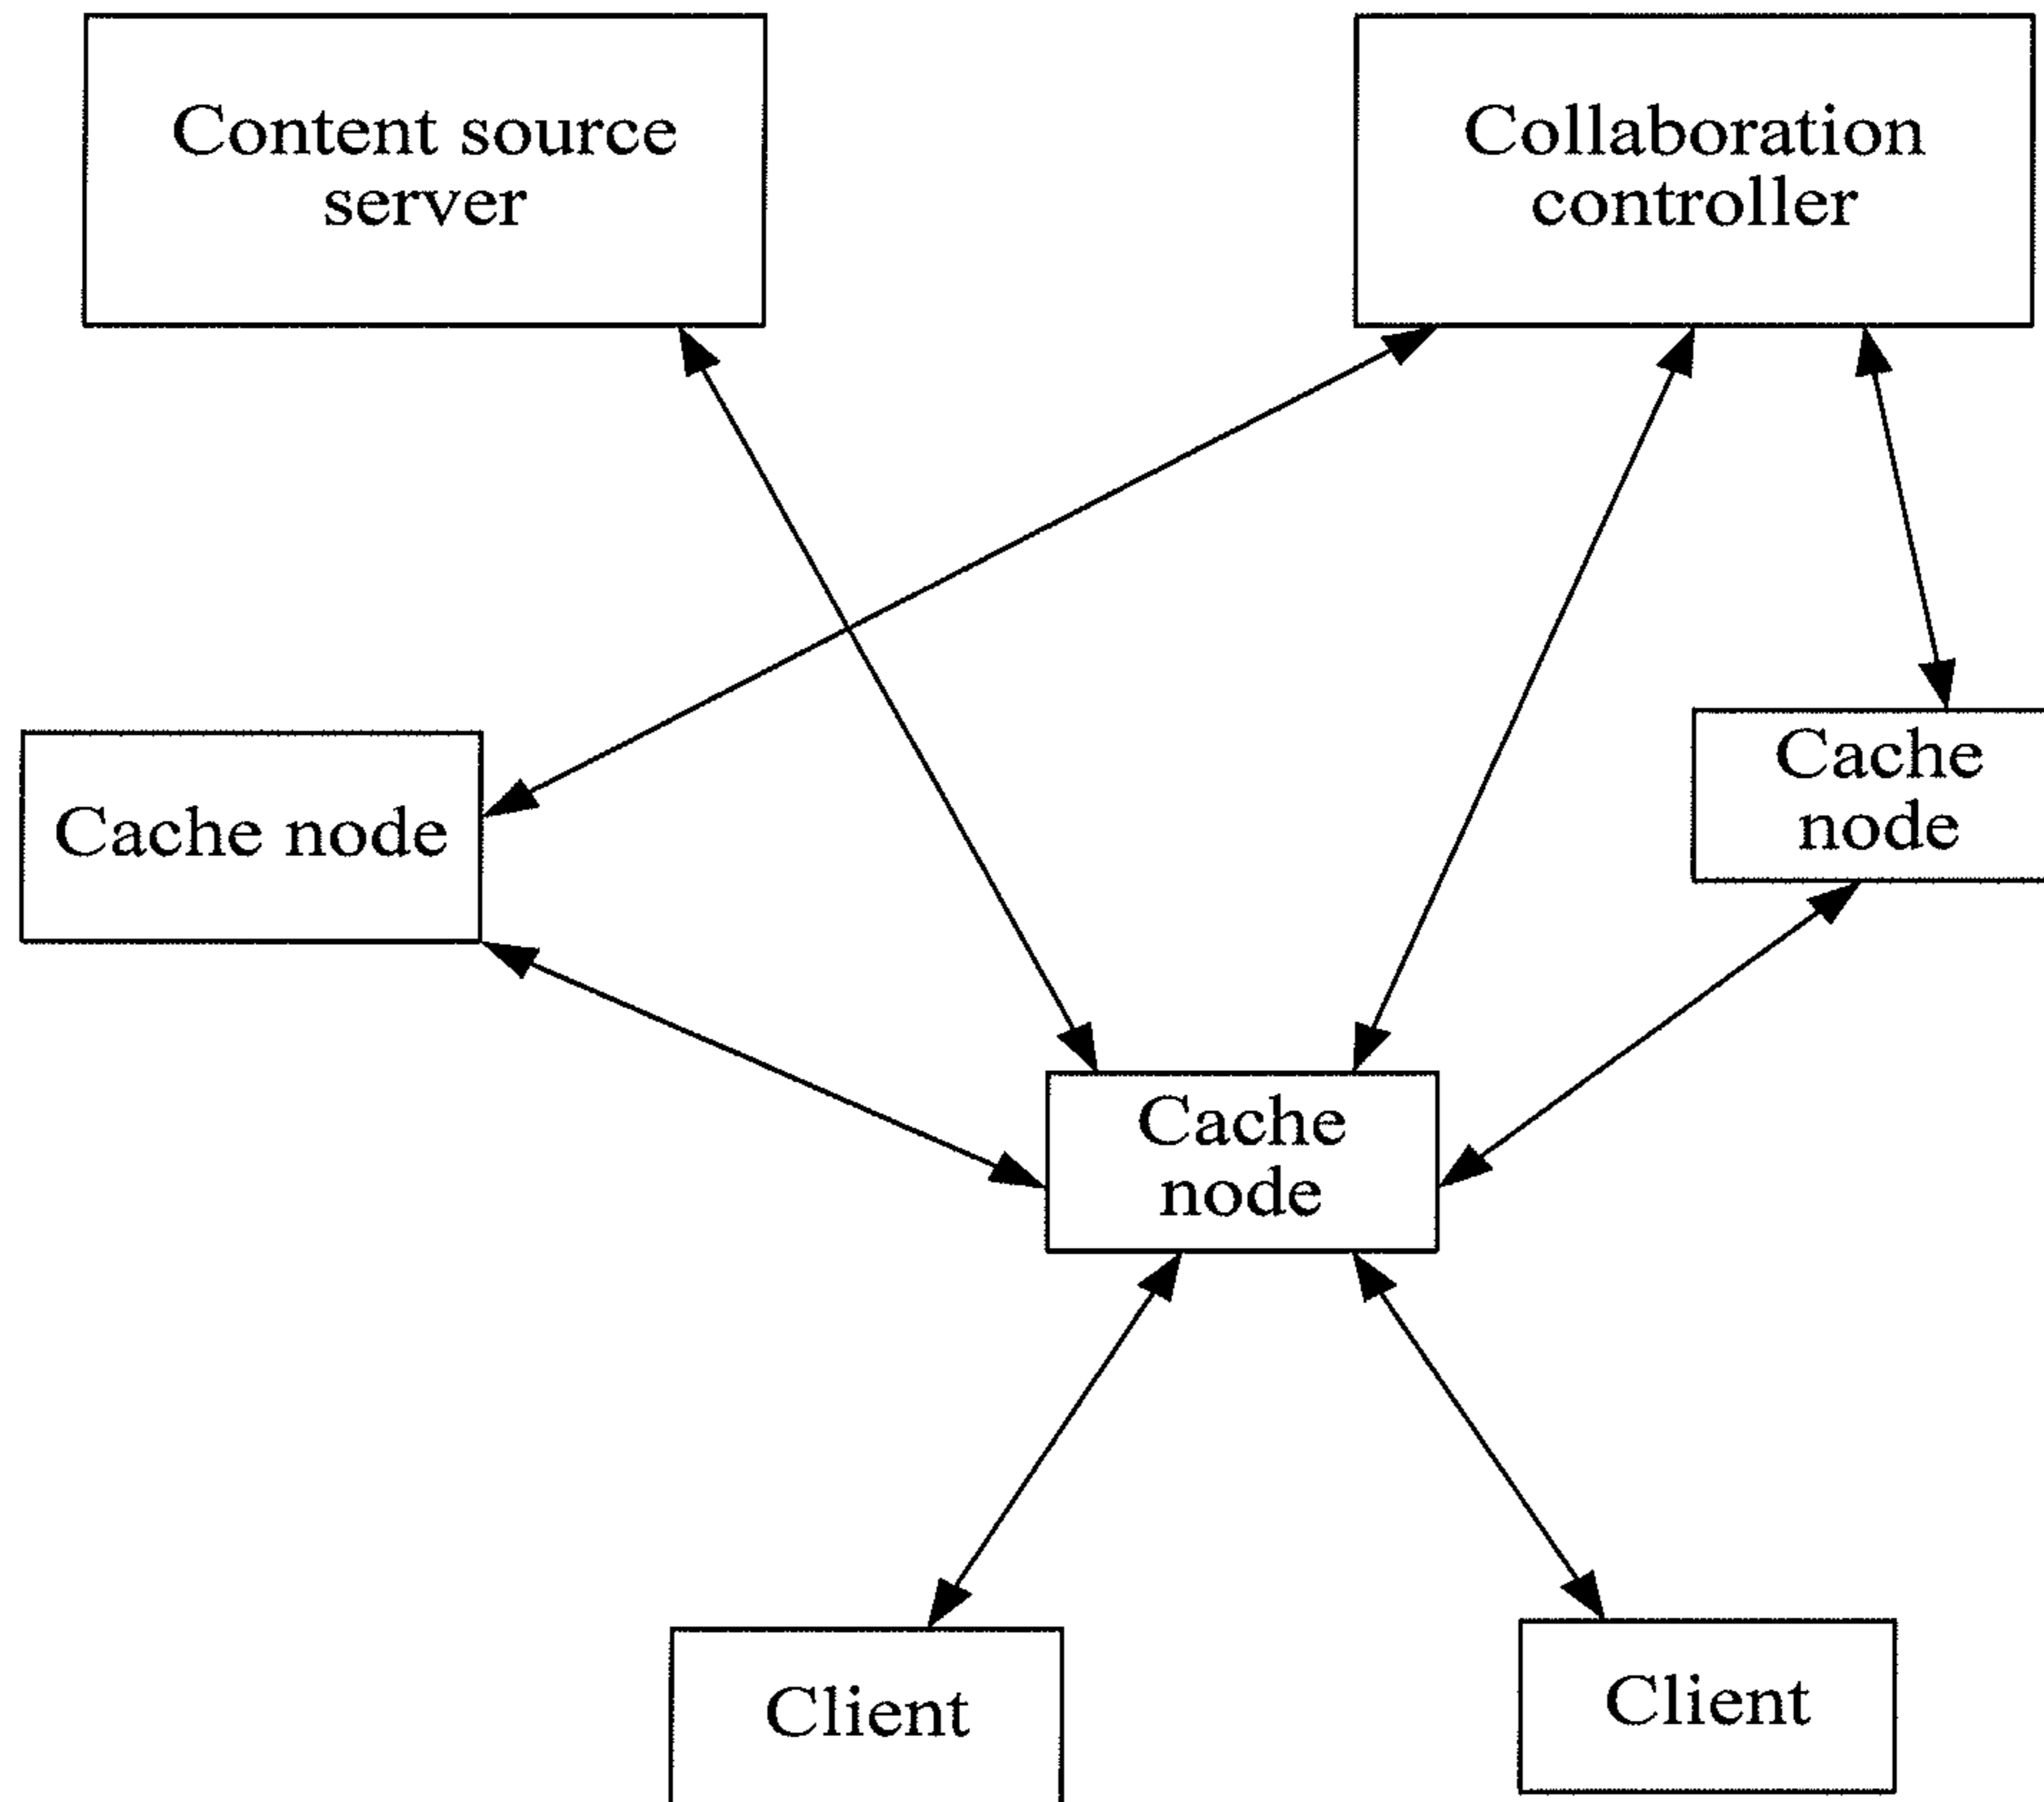 Content source
server
Collaboration
controller
Cache node
Cache
node
Cache
node
Client
Client